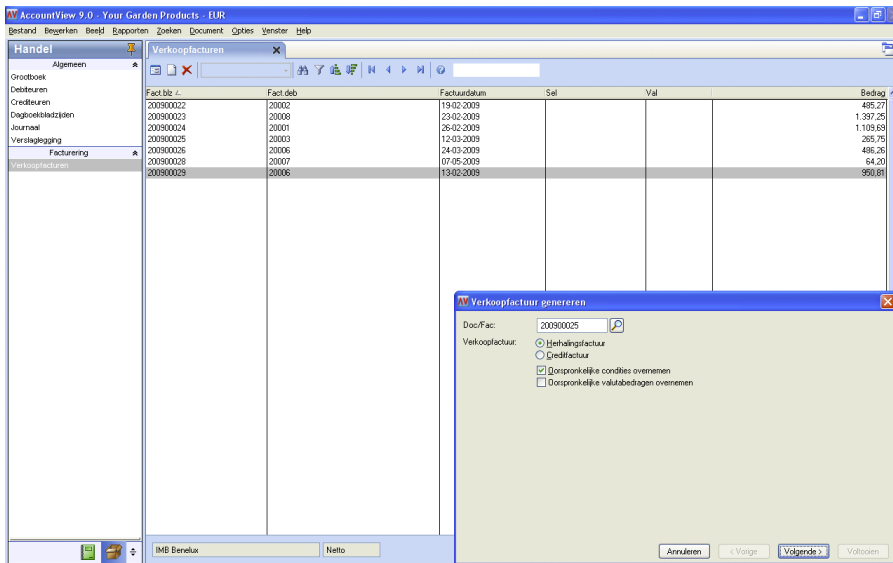 AccountView 9.0 - Your Garden Products - EUR
Bestand Bewerken Beeld Rapporten Zoeken Document Opties Venster Help
Handel
Verkoopfacturen
Algemeen
Grootboek
Debiteuren
Crediteuren
Dagboekbladzijden
Journaal
Verslaglegging
Facturering
Verkoopfacturen
Fact.blz Fact.deb Factuurdatum Sel Val Bedrag
200900022 20002 19-02-2009 485,27
200900023 20008 23-02-2009 1.397,25
200900024 20001 26-02-2009 1.109,69
200900025 20003 12-03-2009 265,75
200900026 20006 24-03-2009 486,26
200900028 20007 07-05-2009 64,20
200900029 20006 13-02-2009 950,81
Verkoopfactuur genereren
Doc/Fac: 200900025
Verkoopfactuur: Herhalingsfactuur
Creditfactuur
Oorspronkelijke condities overnemen
Oorspronkelijke valutabedragen overnemen
IMB Benelux Netto
Annuleren < Vorige Volgende > Voltooien